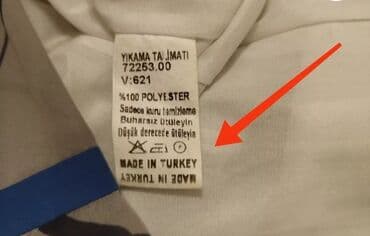 YIKAMA TALİMATI
72253.00
V:621
%100 POLYESTER
Sadece kuru temizleme
Buharsız ütüleyin
Düşük derecede ütüleyin
MADE IN TURKEY
MADE IN TURKEY